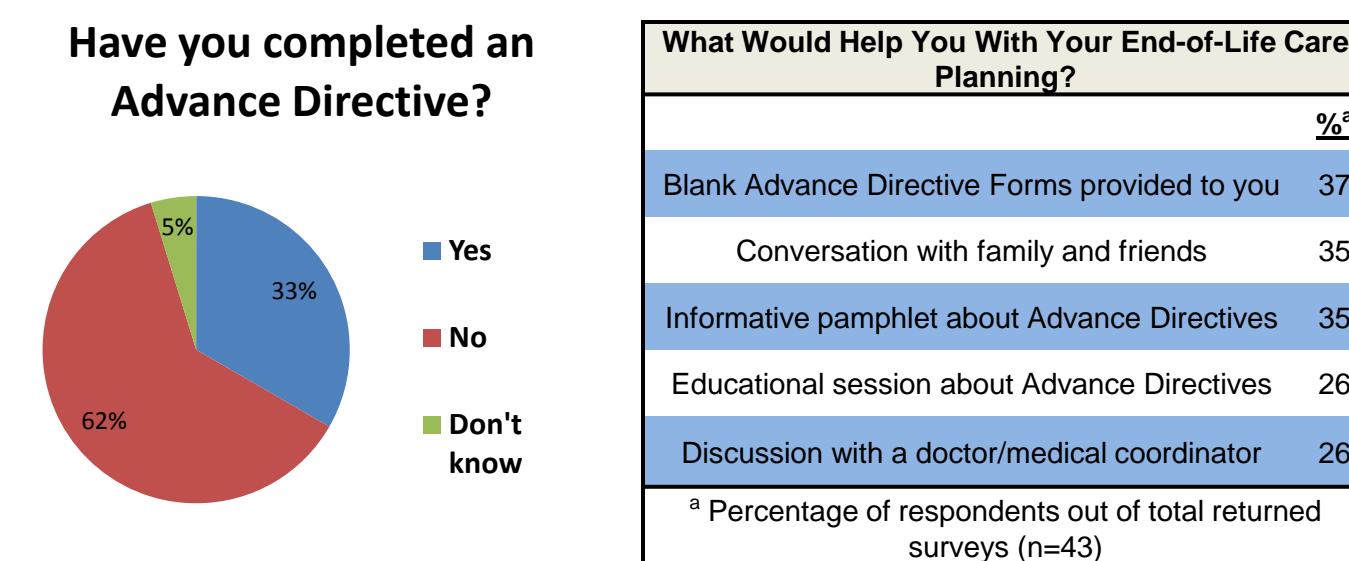 Have you completed an
Advance Directive?
5%
33%
62%
Yes
No
Don't
know
What Would Help You With Your End-of-Life Care
Planning?
%ª
Blank Advance Directive Forms provided to you 37
Conversation with family and friends 35
Informative pamphlet about Advance Directives 35
Educational session about Advance Directives 26
Discussion with a doctor/medical coordinator 26
ª Percentage of respondents out of total returned
surveys (n=43)